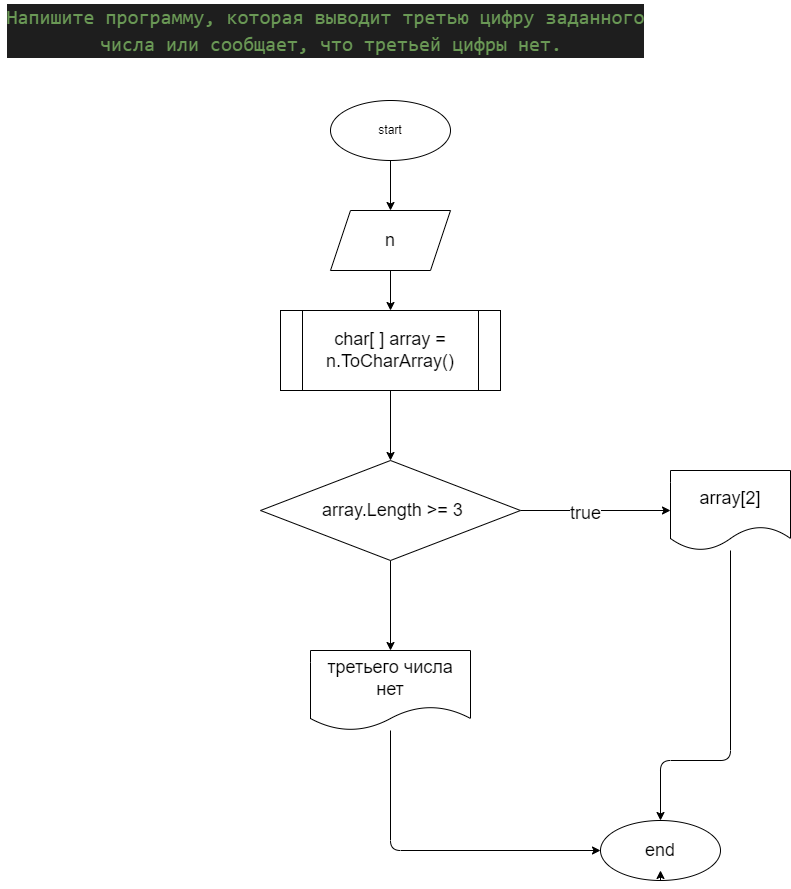 Напишите программу, которая выводит третью цифру заданного
числа или сообщает, что третьей цифры нет.
start
n
char[ ] array =
n.ToCharArray()
array.Length >= 3
true
array[2]
третьего числа
нет
end